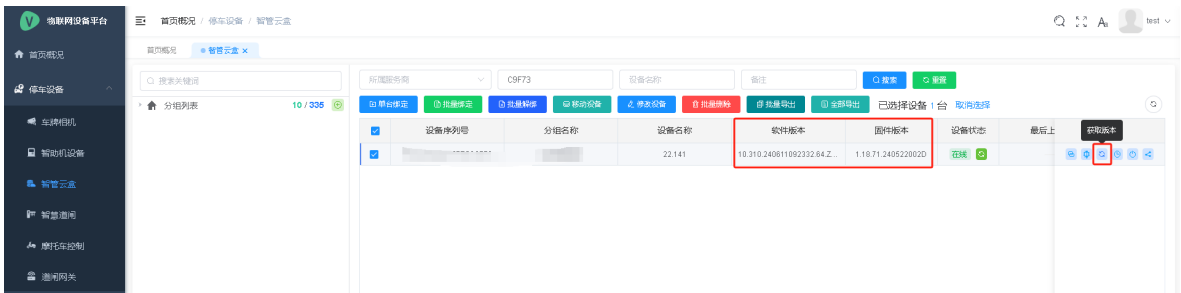 物联网设备平台
首页概况 / 停车设备 / 智管云盒
test
首页概况
首页概况
智管云盒 ×
停车设备
车牌相机
智助机设备
智管云盒
智慧道闸
摩托车控制
道闸网关
搜索关键词
分组列表 10 / 335
所属服务商
C9F73
设备名称
备注
搜索
重置
单台绑定
批量绑定
批量解绑
移动设备
修改设备
批量删除
批量导出
全部导出
已选择设备 1 台 取消选择
设备序列号 分组名称 设备名称 软件版本 固件版本 设备状态 最后上
获取版本
22.141 10.310.240611092332.64.Z... 1.18.71.240522002D 在线